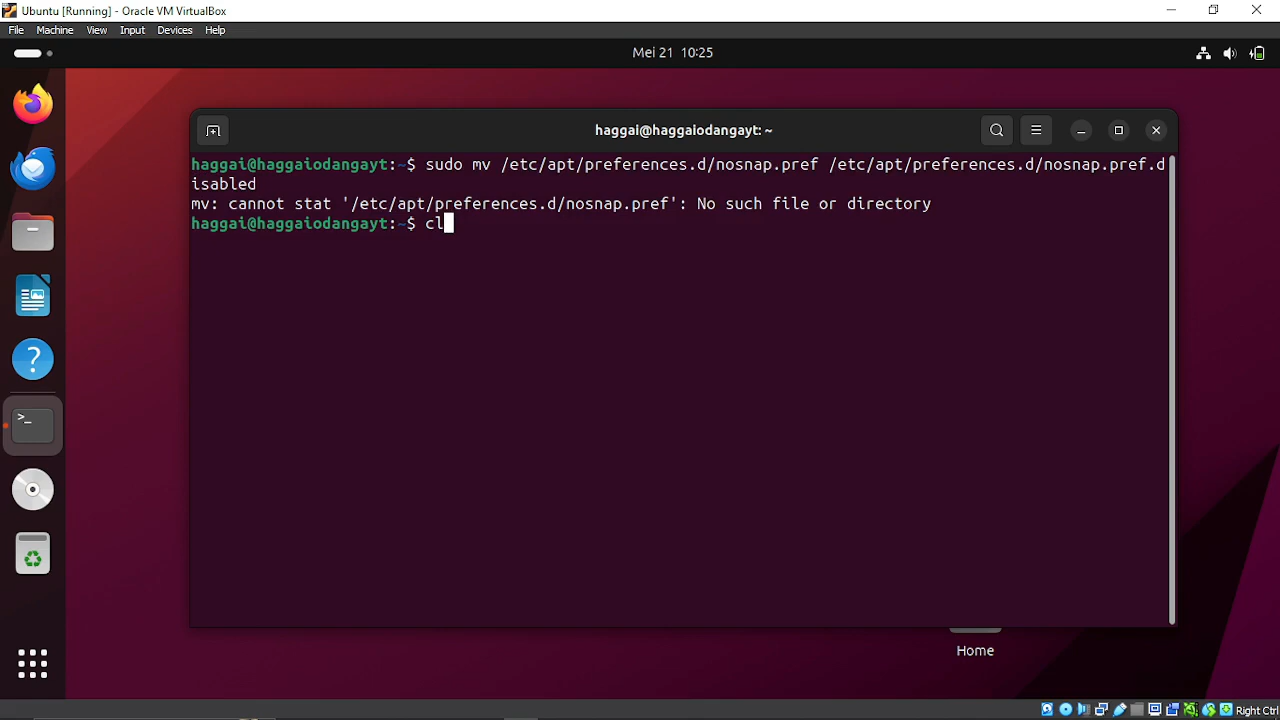 Ubuntu [Running] - Oracle VM VirtualBox
File Machine View Input Devices Help
Mei 21 10:25
haggai@haggaiodangayt: ~
haggai@haggaiodangayt:~$ sudo mv /etc/apt/preferences.d/nosnap.pref /etc/apt/preferences.d/nosnap.pref.d
isabled
mv: cannot stat '/etc/apt/preferences.d/nosnap.pref': No such file or directory
haggai@haggaiodangayt:~$ cl
Home
Right Ctrl